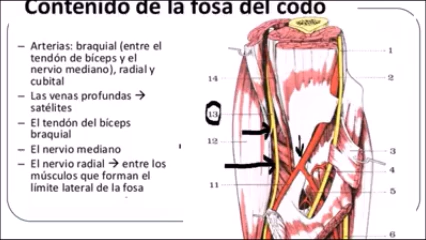 Contenido de la fosa del codo
– Arterias: braquial (entre el
tendón de bíceps y el
nervio mediano), radial y
cubital
– Las venas profundas →
satélites
– El tendón del bíceps
braquial
– El nervio mediano
– El nervio radial → entre los
músculos que forman el
límite lateral de la fosa
1
14
2
13
12
3
4
11
5
6